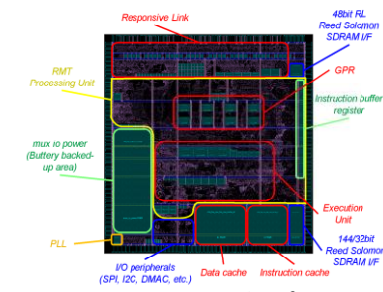 Responsive Link
48bit RL
Reed Solomon
SDRAM I/F
RMT
Processing Unit
GPR
Instruction buffer
register
mux io power
(Buttery backed-
up area)
Execution
Unit
PLL
144/32bit
Reed Solomon
SDRAM I/F
I/O peripherals
(SPI, I2C, DMAC, etc.)
Data cache
Instruction cache